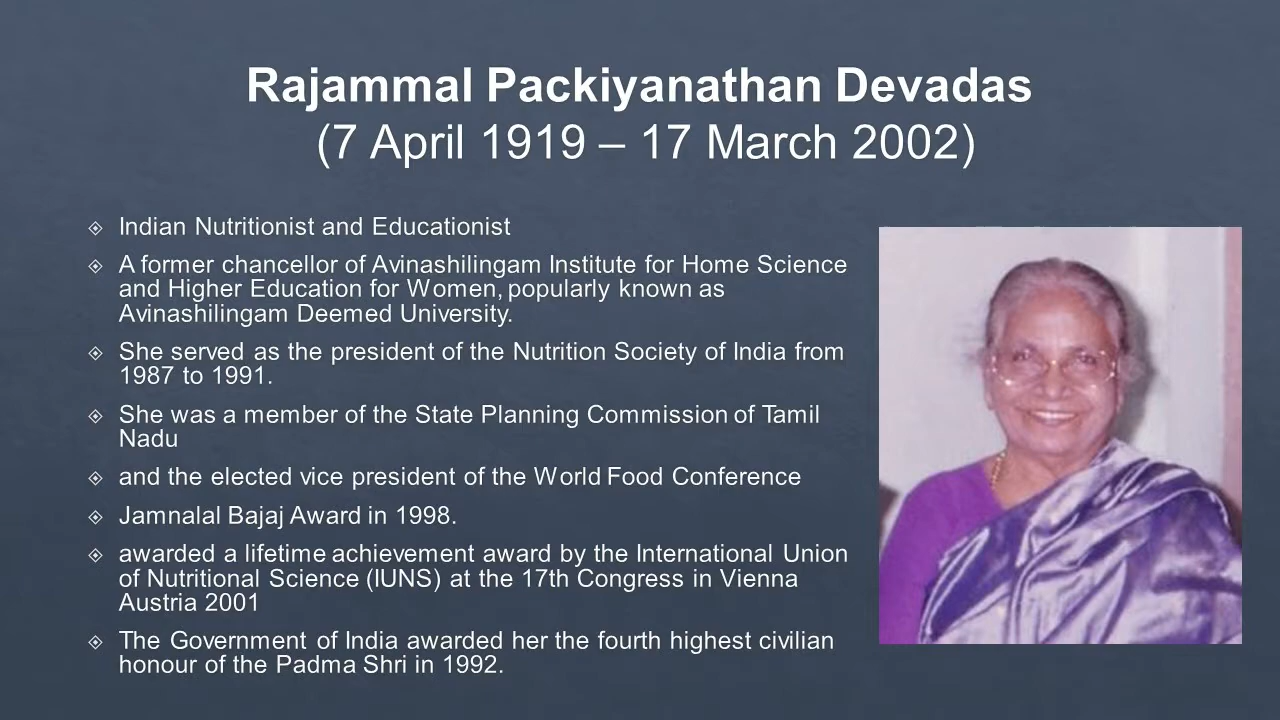 Rajammal Packiyanathan Devadas
(7 April 1919 – 17 March 2002)
Indian Nutritionist and Educationist
A former chancellor of Avinashilingam Institute for Home Science
and Higher Education for Women, popularly known as
Avinashilingam Deemed University.
She served as the president of the Nutrition Society of India from
1987 to 1991.
She was a member of the State Planning Commission of Tamil
Nadu
and the elected vice president of the World Food Conference
Jamnalal Bajaj Award in 1998.
awarded a lifetime achievement award by the International Union
of Nutritional Science (IUNS) at the 17th Congress in Vienna
Austria 2001
The Government of India awarded her the fourth highest civilian
honour of the Padma Shri in 1992.